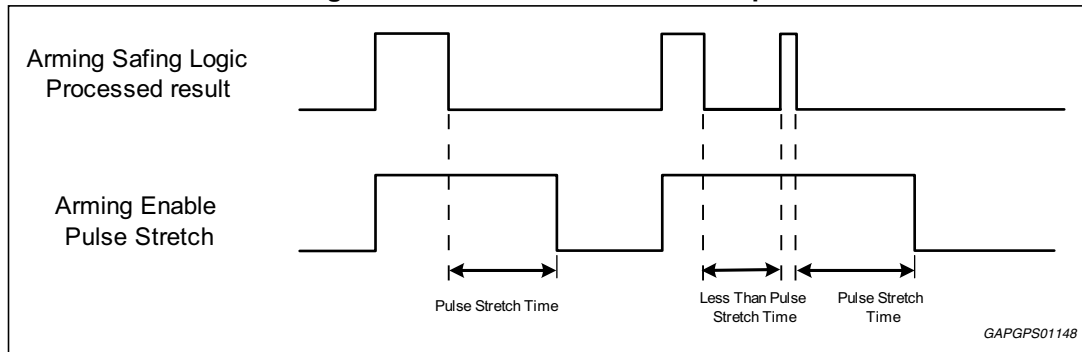 Arming Safing Logic
Processed result
Arming Enable
Pulse Stretch
Pulse Stretch Time
Less Than Pulse
Stretch Time
Pulse Stretch
Time
GAPGPS01148